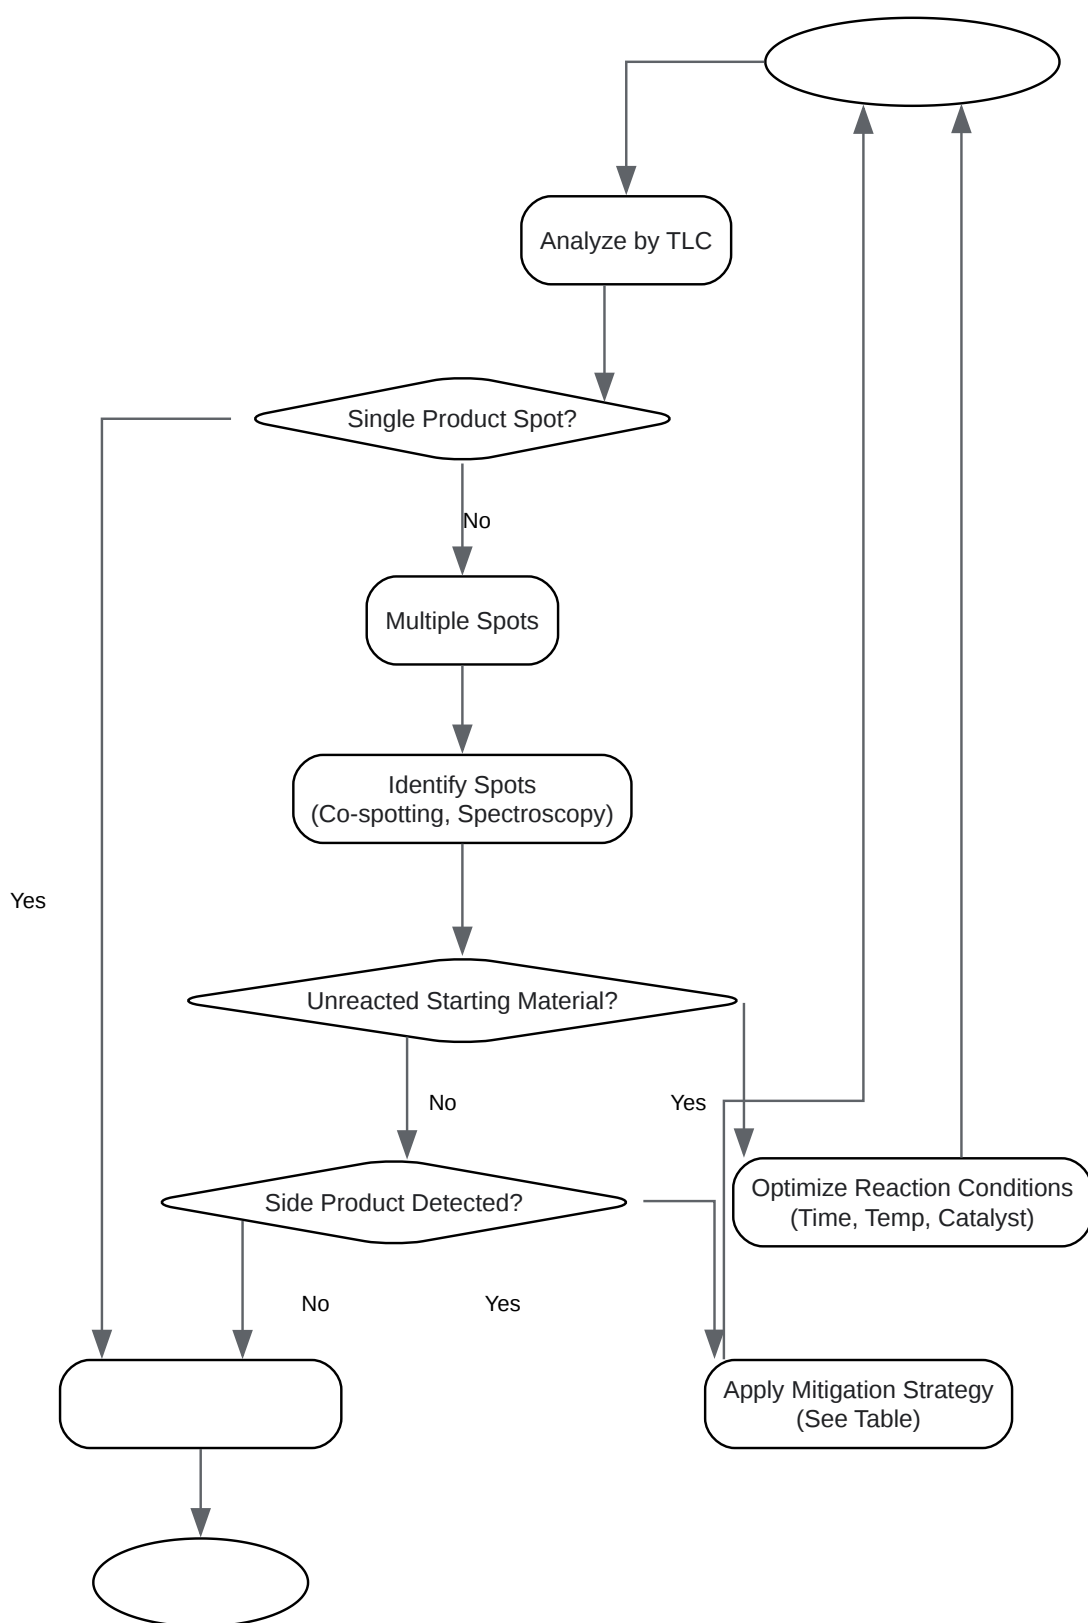 Analyze by TLC
Single Product Spot?
No
Multiple Spots
Identify Spots
(Co-spotting, Spectroscopy)
Yes
Unreacted Starting Material?
No
Yes
Optimize Reaction Conditions
(Time, Temp, Catalyst)
Side Product Detected?
No
Yes
Apply Mitigation Strategy
(See Table)